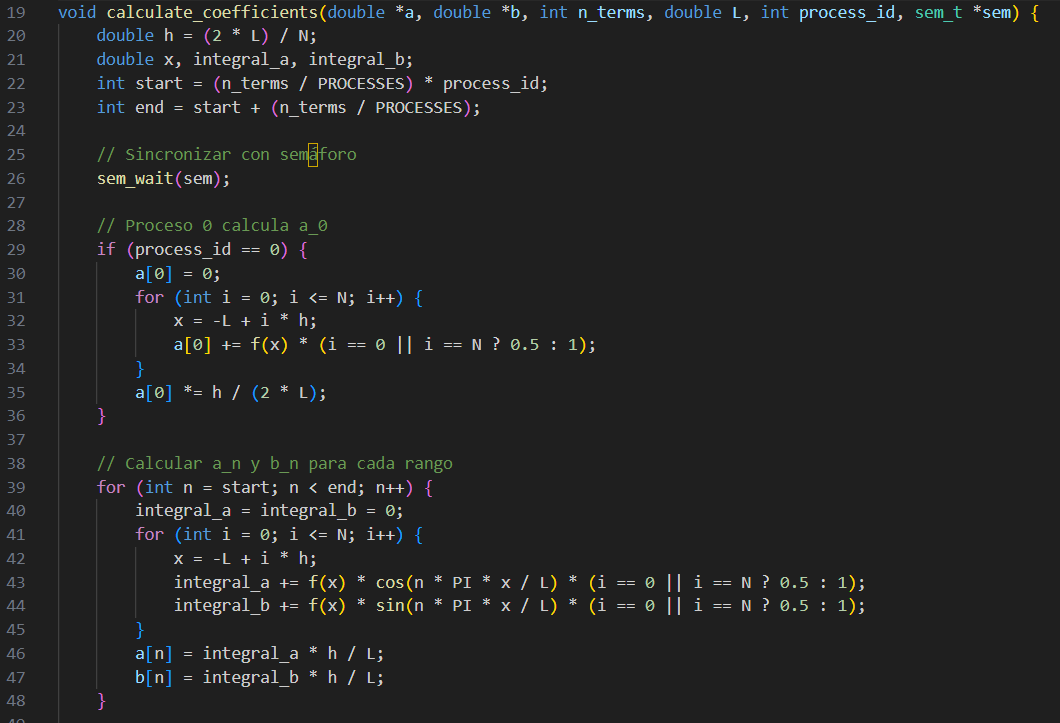 19 void calculate_coefficients(double *a, double *b, int n_terms, double L, int process_id, sem_t *sem) {
20 double h = (2 * L) / N;
21 double x, integral_a, integral_b;
22 int start = (n_terms / PROCESSES) * process_id;
23 int end = start + (n_terms / PROCESSES);
24
25 // Sincronizar con semáforo
26 sem_wait(sem);
27
28 // Proceso 0 calcula a_0
29 if (process_id == 0) {
30 a[0] = 0;
31 for (int i = 0; i <= N; i++) {
32 x = -L + i * h;
33 a[0] += f(x) * (i == 0 || i == N ? 0.5 : 1);
34 }
35 a[0] *= h / (2 * L);
36 }
37
38 // Calcular a_n y b_n para cada rango
39 for (int n = start; n < end; n++) {
40 integral_a = integral_b = 0;
41 for (int i = 0; i <= N; i++) {
42 x = -L + i * h;
43 integral_a += f(x) * cos(n * PI * x / L) * (i == 0 || i == N ? 0.5 : 1);
44 integral_b += f(x) * sin(n * PI * x / L) * (i == 0 || i == N ? 0.5 : 1);
45 }
46 a[n] = integral_a * h / L;
47 b[n] = integral_b * h / L;
48 }